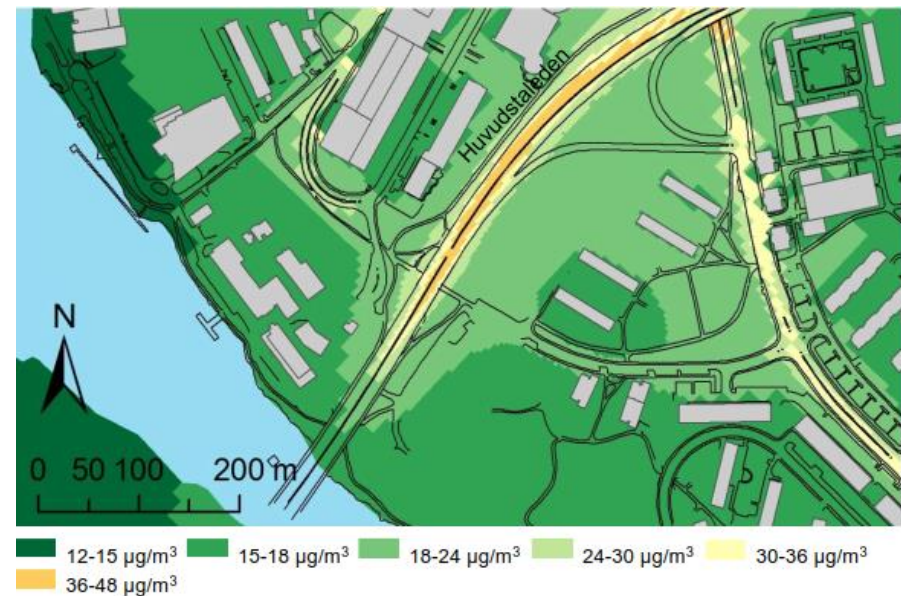 Huvudstaleden
N
0 50 100 200 m
12-15 µg/m³ 15-18 µg/m³ 18-24 µg/m³ 24-30 µg/m³ 30-36 µg/m³
36-48 µg/m³